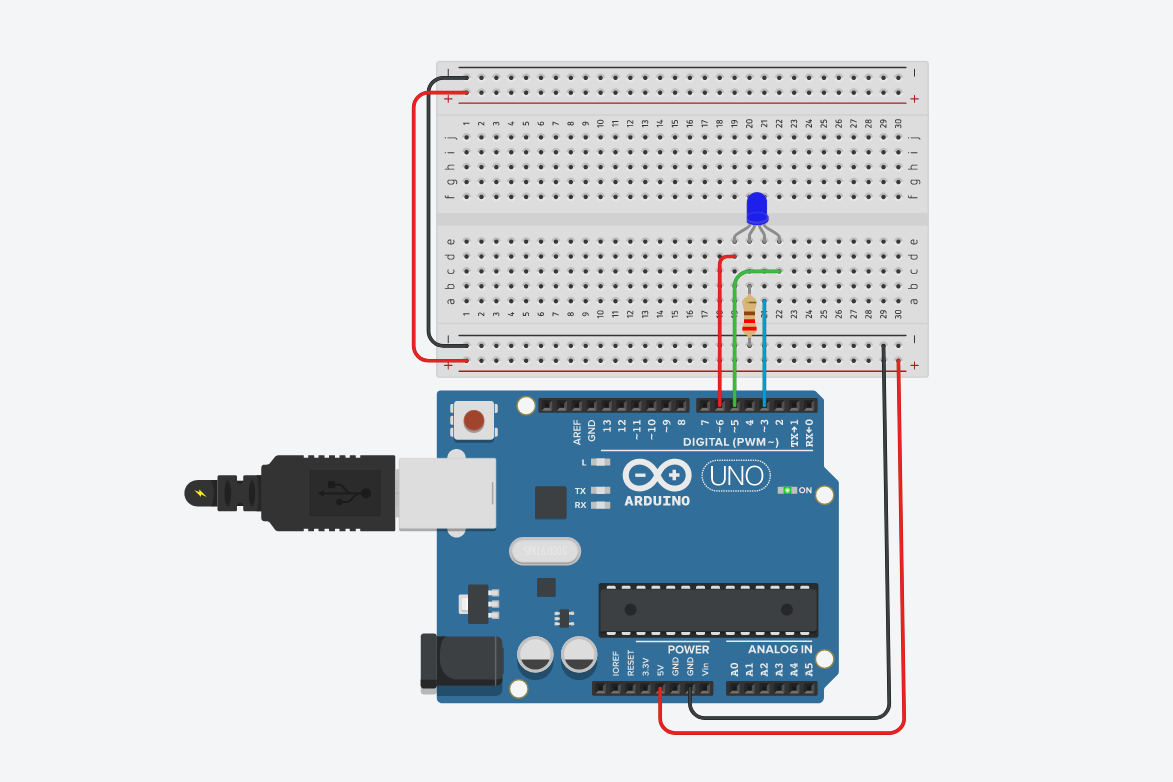 − −
+ +
1 2 3 4 5 6 7 8 9 10 11 12 13 14 15 16 17 18 19 20 21 22 23 24 25 26 27 28 29 30
j j
i i
h h
g g
f f
e e
d d
c c
b b
a a
1 2 3 4 5 6 7 8 9 10 11 12 13 14 15 16 17 18 19 20 21 22 23 24 25 26 27 28 29 30
− −
+ +
AREF GND 13 12 ~11 ~10 ~9 8 7 ~6 ~5 4 ~3 2 TX→1 RX←0
DIGITAL (PWM ~)
L
TX
RX
UNO
ON
ARDUINO
POWER ANALOG IN
IOREF RESET 3.3V 5V GND GND Vin A0 A1 A2 A3 A4 A5